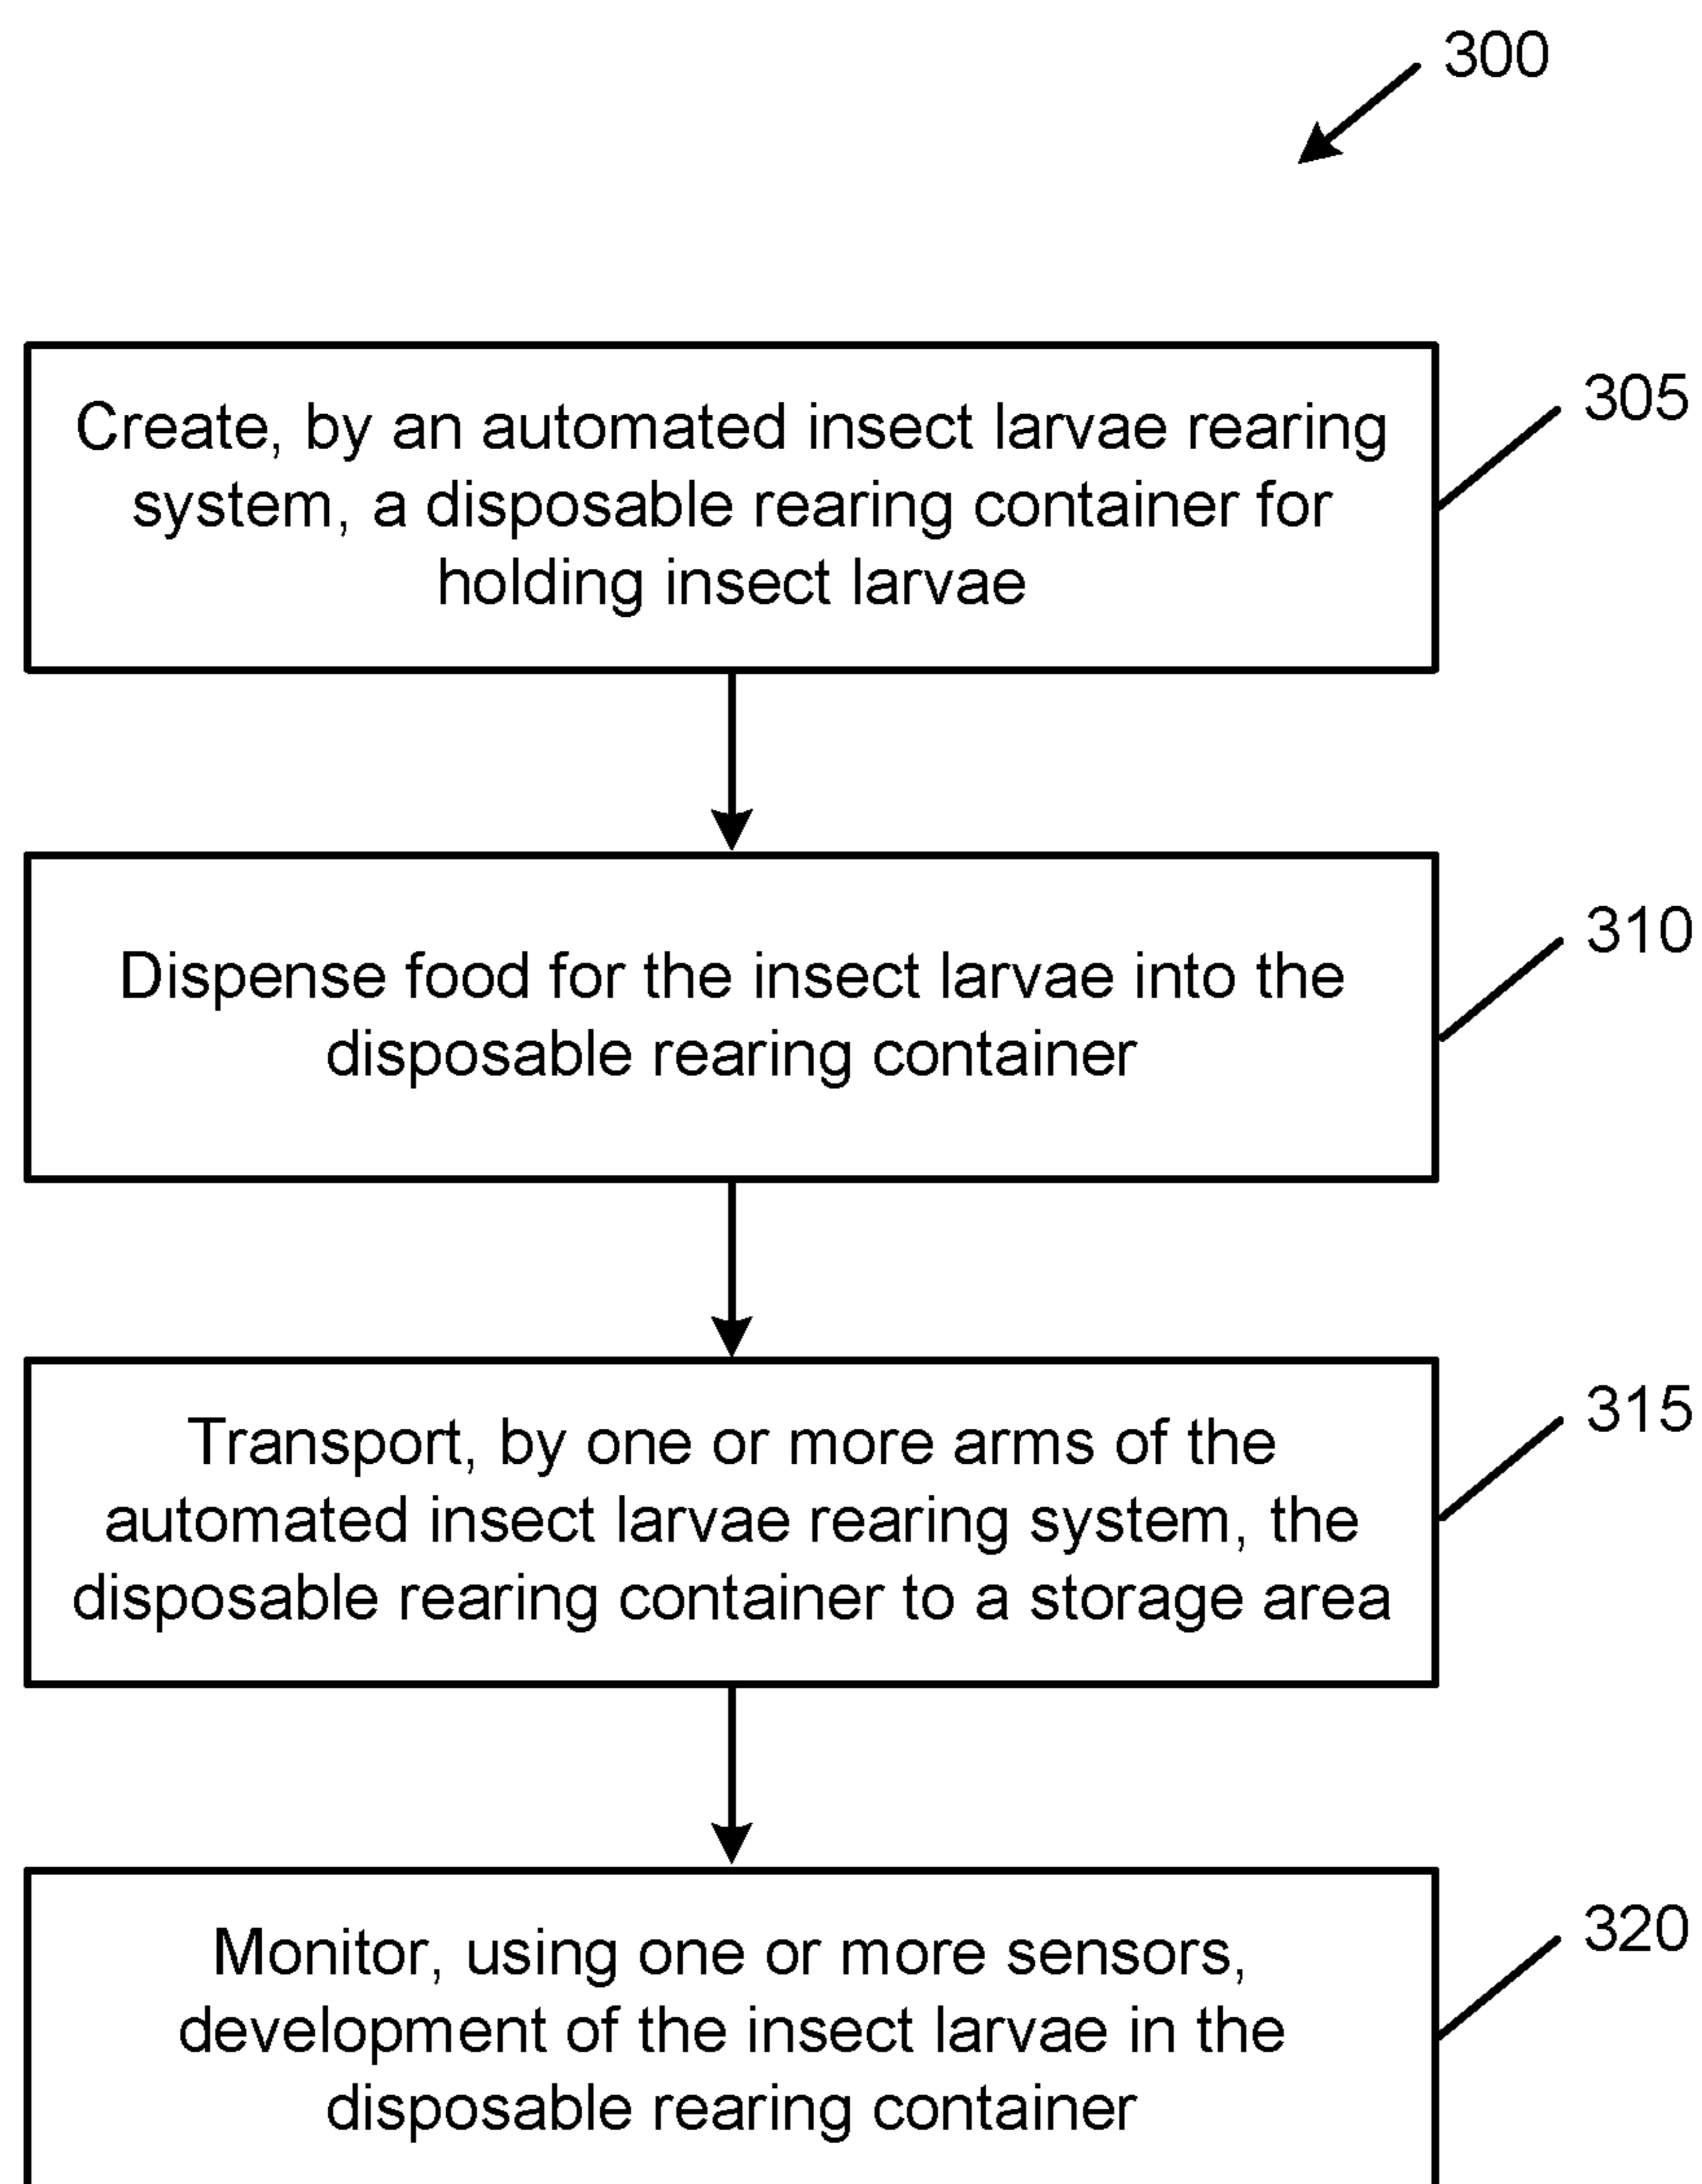 300
Create, by an automated insect larvae rearing
system, a disposable rearing container for
holding insect larvae
305
Dispense food for the insect larvae into the
disposable rearing container
310
Transport, by one or more arms of the
automated insect larvae rearing system, the
disposable rearing container to a storage area
315
Monitor, using one or more sensors,
development of the insect larvae in the
disposable rearing container
320